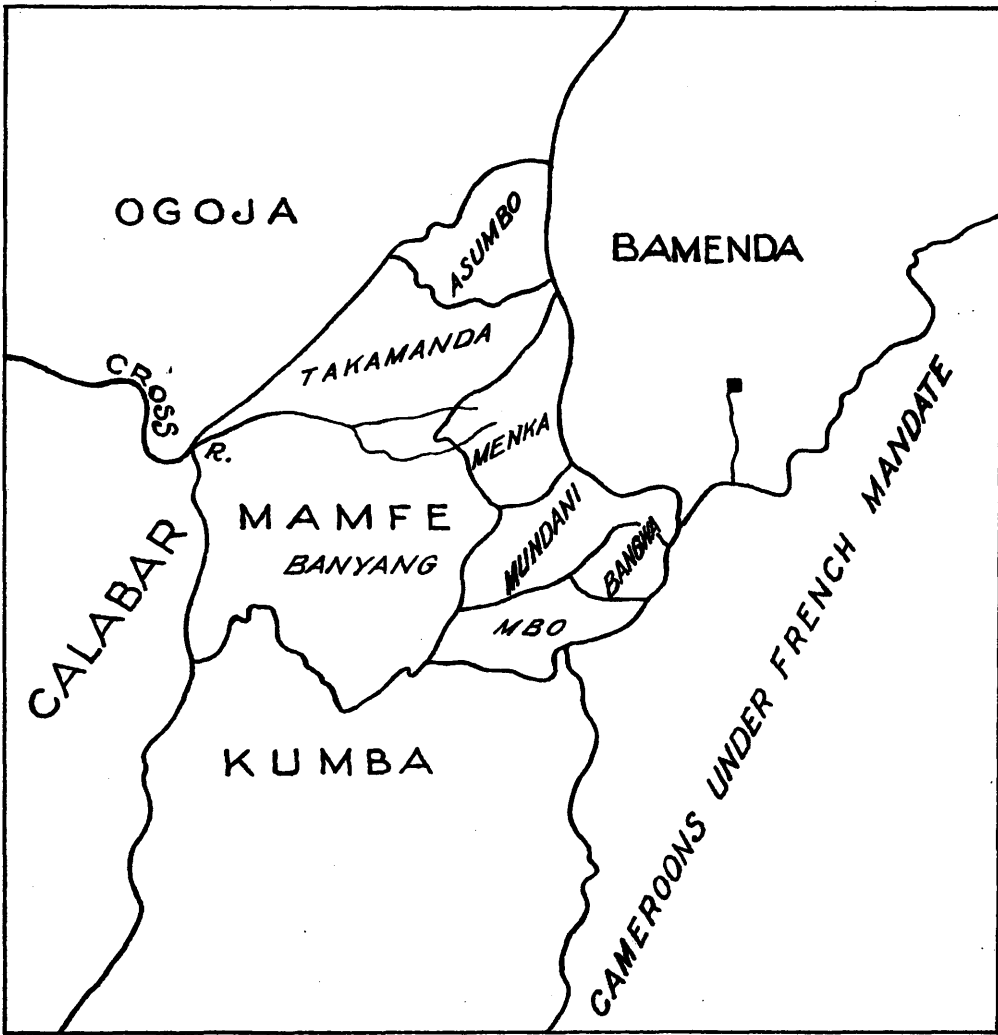 OGOJA
ASUMBO
BAMENDA
TAKAMANDA
CROSS
R.
MENKA
MAMFE
BANYANG
MUNDANI
BANGWA
MBO
CALABAR
KUMBA
CAMEROONS UNDER FRENCH MANDATE